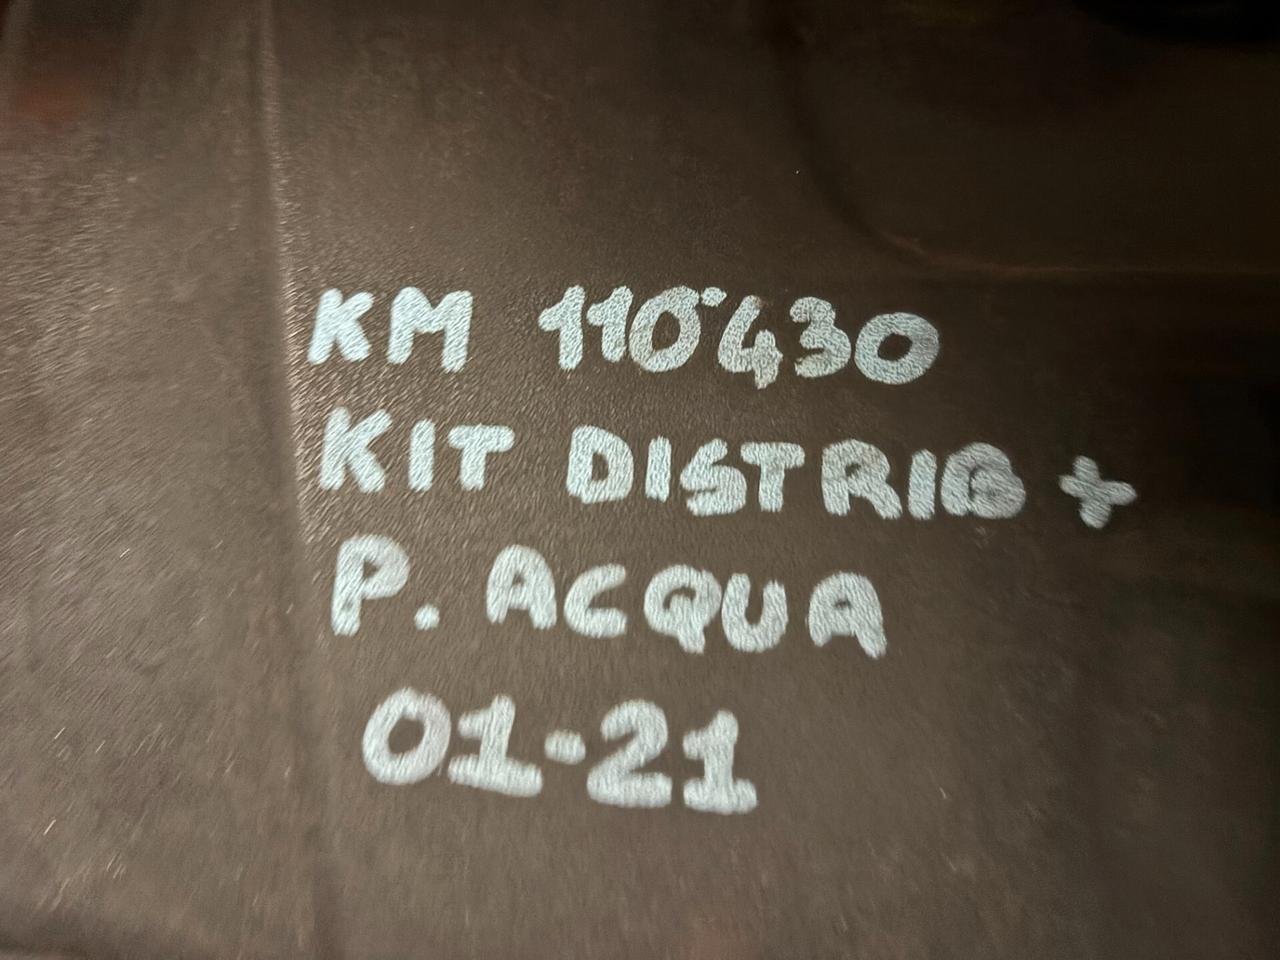 KM 110˙430
KIT DISTRIB +
P. ACQUA
01-21